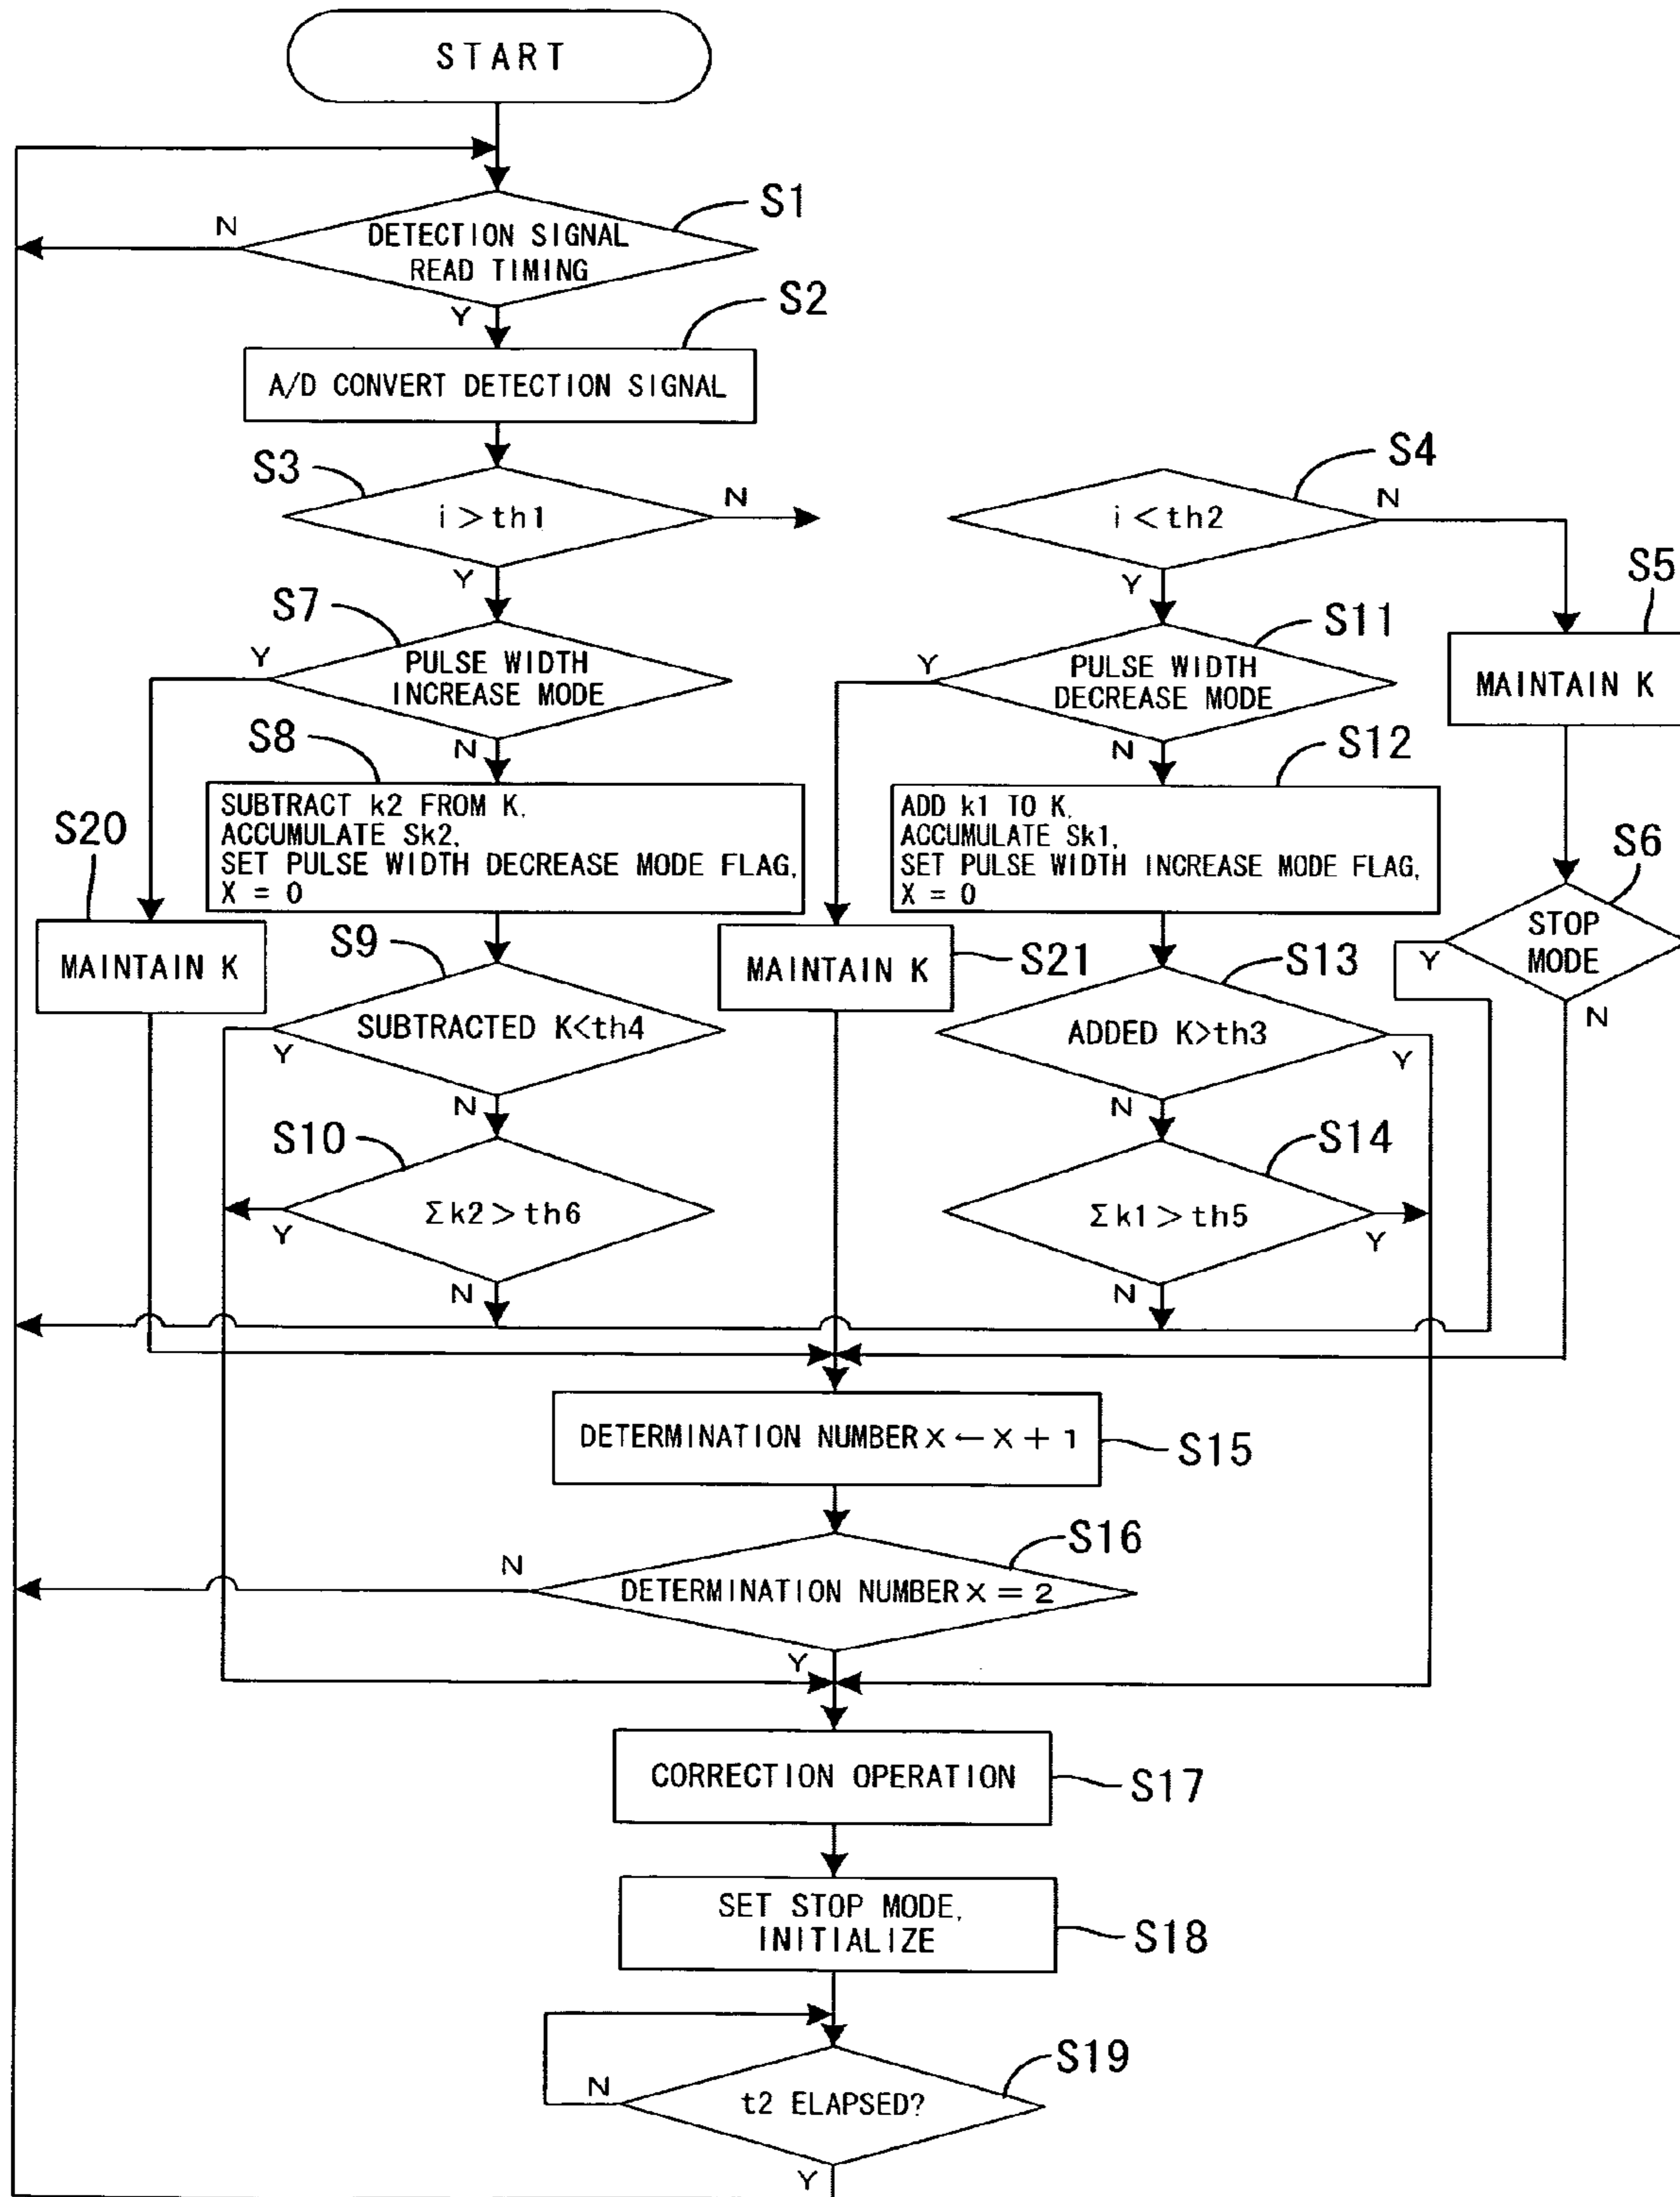 START
S1
N
DETECTION SIGNAL
READ TIMING
Y
S2
A/D CONVERT DETECTION SIGNAL
S3
i>th1
N
Y
S4
i<th2
N
Y
S5
MAINTAIN K
S7
Y
PULSE WIDTH
INCREASE MODE
N
S11
Y
PULSE WIDTH
DECREASE MODE
N
S8
SUBTRACT k2 FROM K,
ACCUMULATE Sk2,
SET PULSE WIDTH DECREASE MODE FLAG,
X = 0
S12
ADD k1 TO K,
ACCUMULATE Sk1,
SET PULSE WIDTH INCREASE MODE FLAG,
X = 0
S6
STOP
MODE
Y
N
S20
MAINTAIN K
S9
SUBTRACTED K<th4
Y
N
MAINTAIN K
S21
S13
ADDED K>th3
Y
N
S10
Σk2>th6
Y
N
S14
Σk1>th5
Y
N
DETERMINATION NUMBER X ← X + 1
S15
S16
N
DETERMINATION NUMBER X = 2
Y
CORRECTION OPERATION
S17
SET STOP MODE,
INITIALIZE
S18
S19
N
t2 ELAPSED?
Y